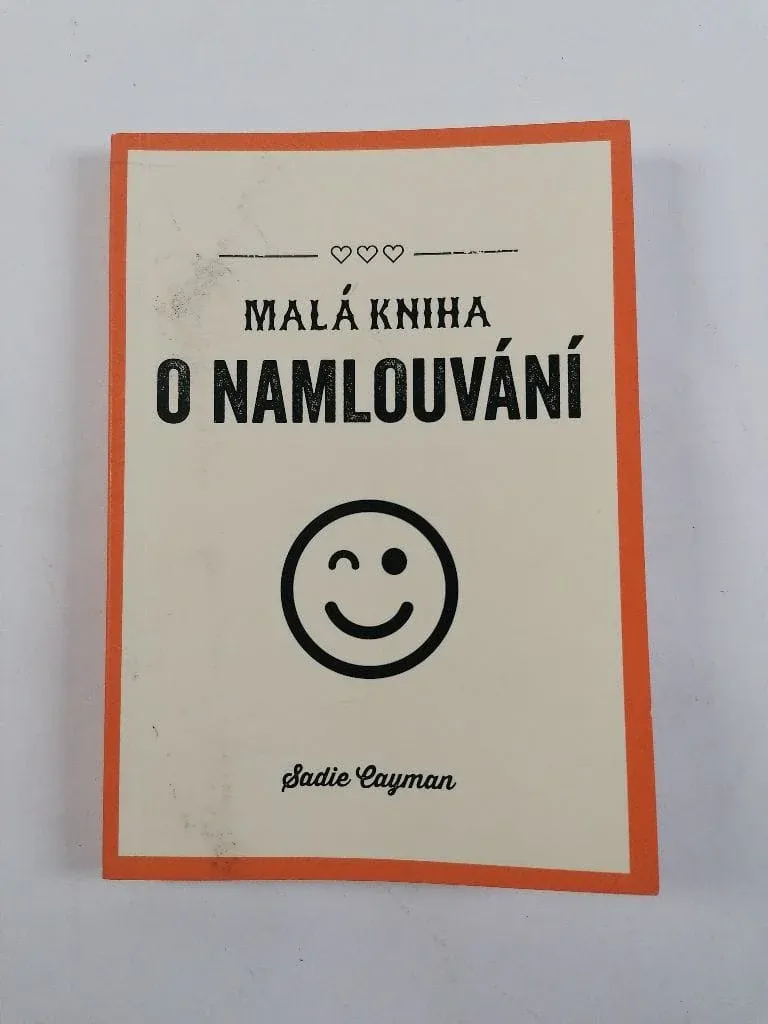 MALÁ KNIHA
O NAMLOUVÁNÍ
Sadie Cayman